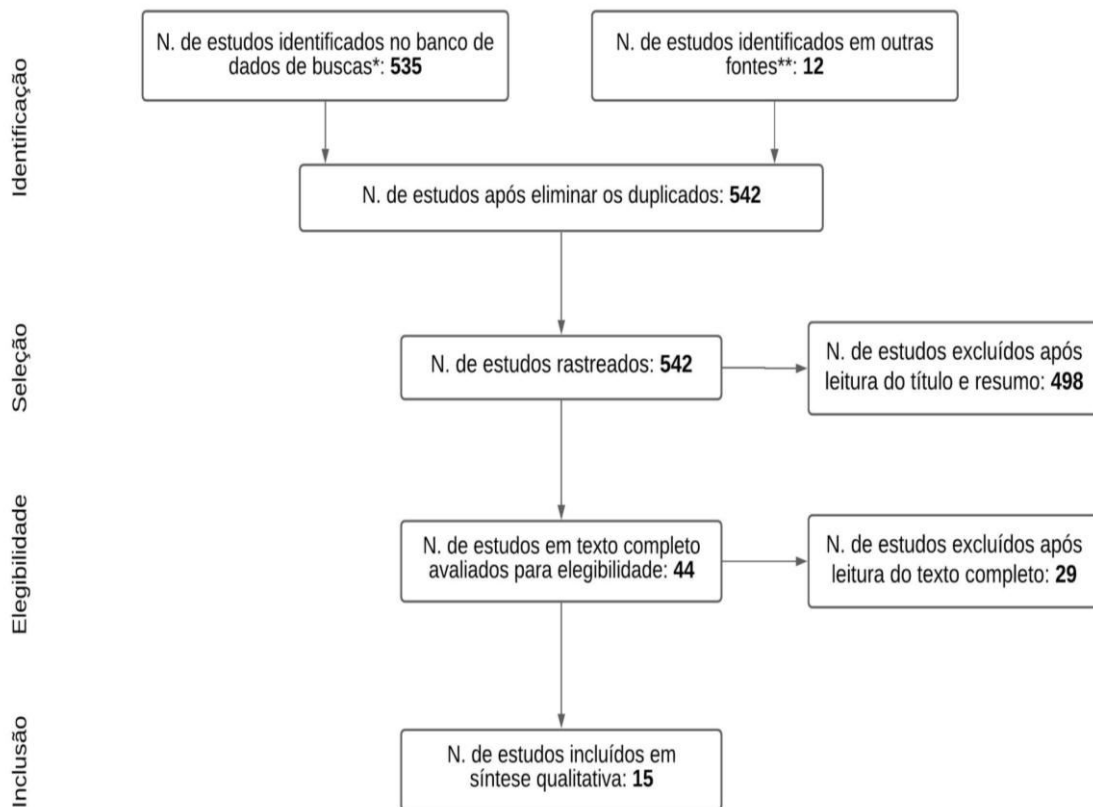 Identificação
N. de estudos identificados no banco de
dados de buscas*: 535
N. de estudos identificados em outras
fontes**: 12
N. de estudos após eliminar os duplicados: 542
Seleção
N. de estudos rastreados: 542
N. de estudos excluídos após
leitura do título e resumo: 498
Elegibilidade
N. de estudos em texto completo
avaliados para elegibilidade: 44
N. de estudos excluídos após
leitura do texto completo: 29
Inclusão
N. de estudos incluídos em
síntese qualitativa: 15